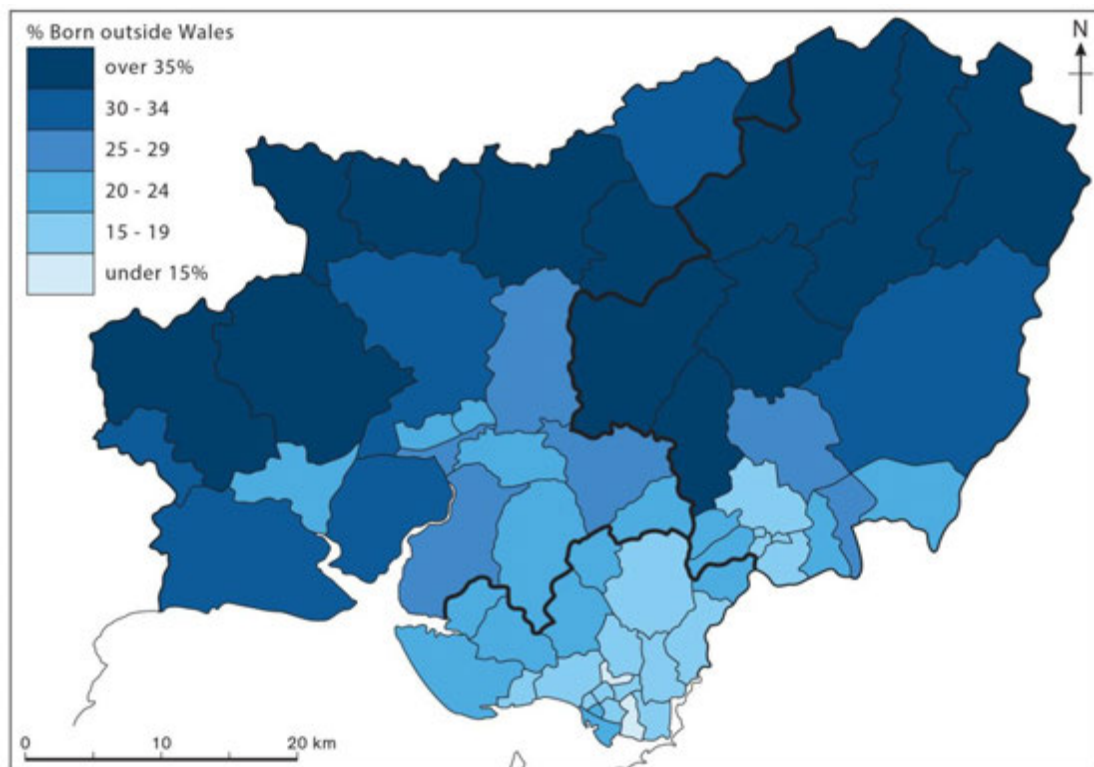 % Born outside Wales
over 35%
30 - 34
25 - 29
20 - 24
15 - 19
under 15%
N
0 10 20 km